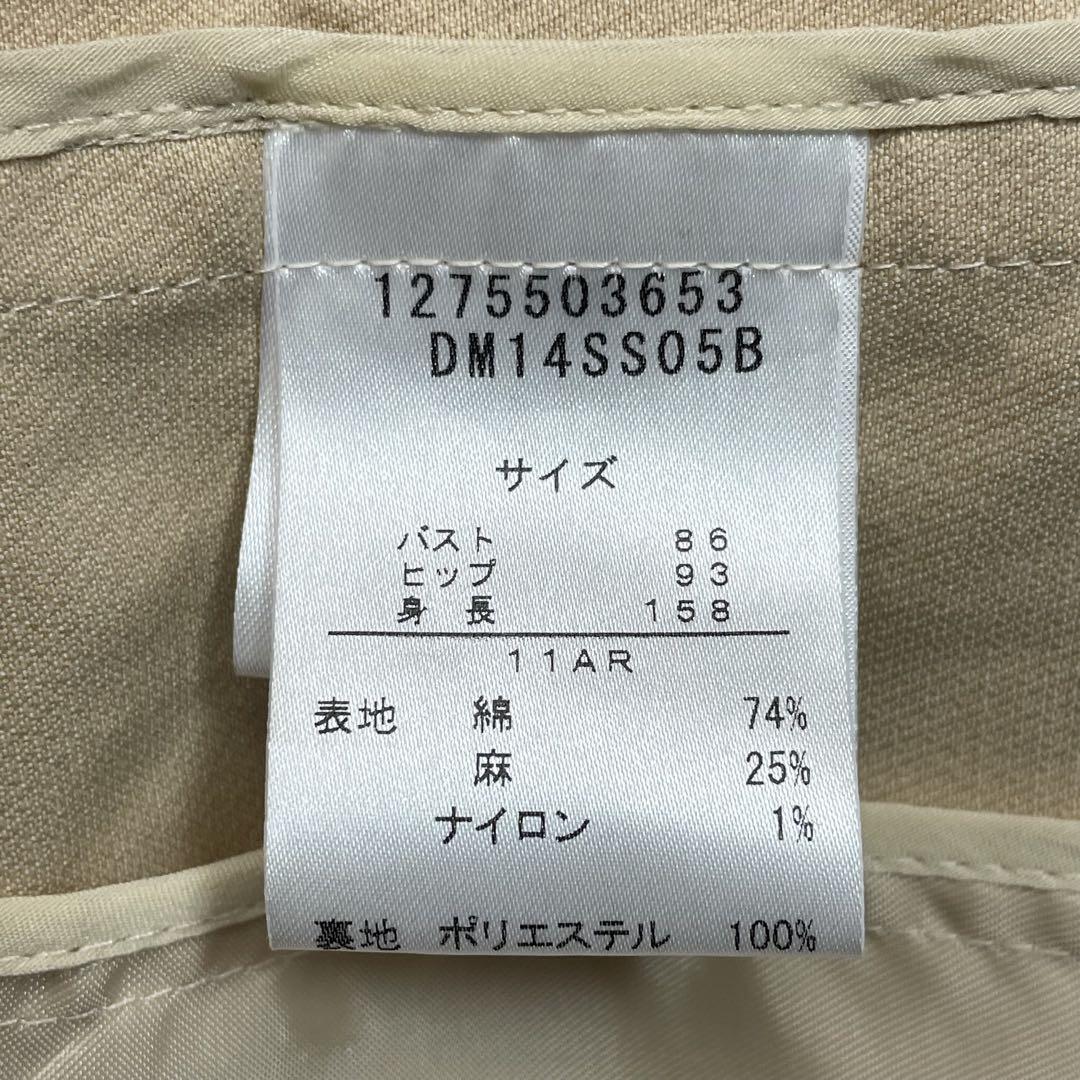 1275503653
DM14SS05B
サイズ
バスト 86
ヒップ 93
身長 158
11AR
表地 綿 74%
麻 25%
ナイロン 1%
裏地 ポリエステル 100%